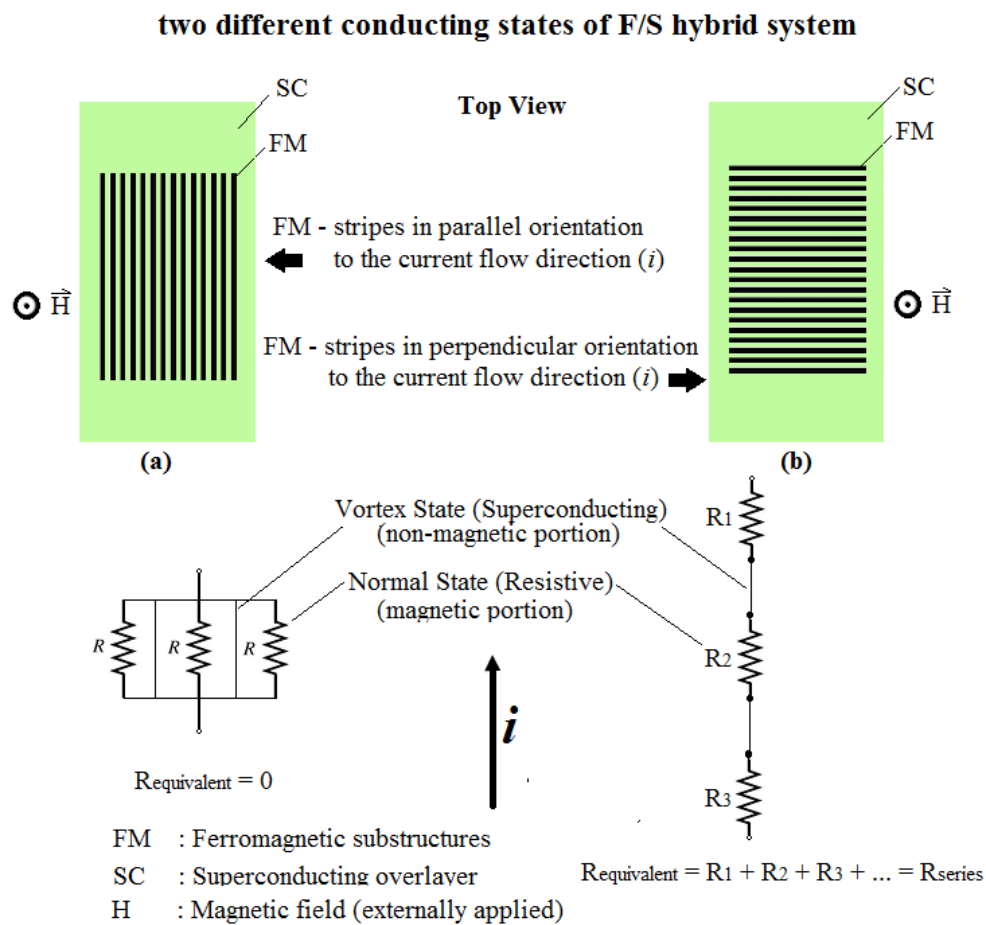 two different conducting states of F/S hybrid system
SC
FM
Top View
SC
FM
FM - stripes in parallel orientation
to the current flow direction (i)
H
H
FM - stripes in perpendicular orientation
to the current flow direction (i)
(a)
(b)
Vortex State (Superconducting)
(non-magnetic portion)
R1
Normal State (Resistive)
(magnetic portion)
R
R
R
R2
i
Requivalent = 0
R3
FM : Ferromagnetic substructures
SC : Superconducting overlayer
Requivalent = R1 + R2 + R3 + ... = Rseries
H : Magnetic field (externally applied)